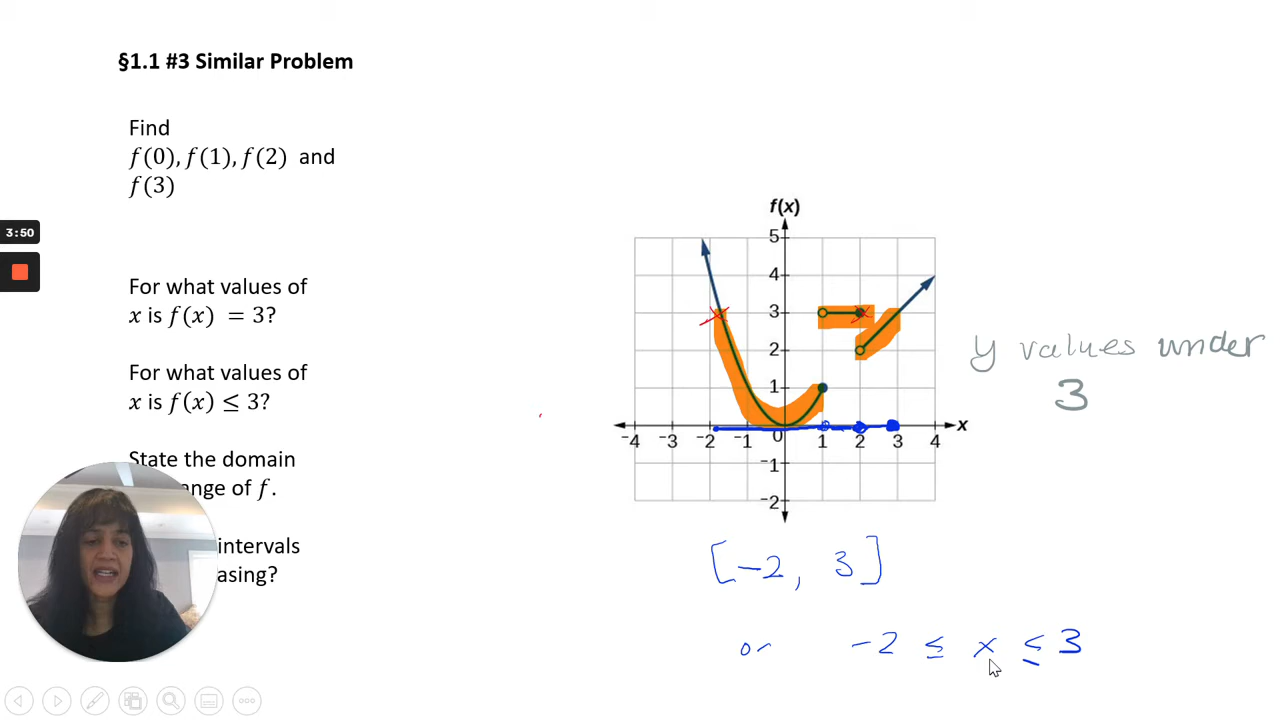 §1.1 #3 Similar Problem
Find
f(0), f(1), f(2) and
f(3)
3:50
For what values of
x is f(x) = 3?
For what values of
x is f(x) ≤ 3?
State the domain
ange of f.
intervals
asing?
f(x)
5
4
3
2
1
0
-1
-2
-4
-3
-2
-1
1
2
3
4
x
y values under
3
[-2, 3]
or -2 ≤ x ≤ 3